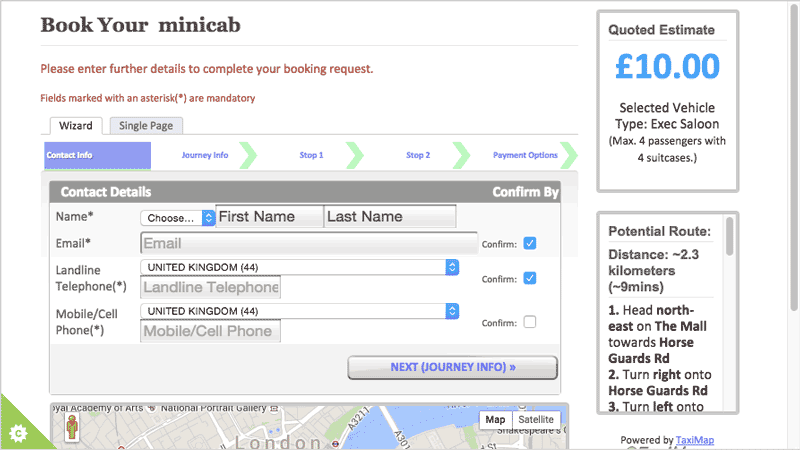 Book Your minicab
Please enter further details to complete your booking request.
Fields marked with an asterisk(*) are mandatory
Wizard
Single Page
Contact Info
Journey Info
Stop 1
Stop 2
Payment Options
Contact Details
Confirm By
Name*
Choose...
First Name
Last Name
Email*
Email
Confirm:
Landline
Telephone(*)
UNITED KINGDOM (44)
Landline Telephone
Confirm:
Mobile/Cell
Phone(*)
UNITED KINGDOM (44)
Mobile/Cell Phone
Confirm:
NEXT (JOURNEY INFO) »
yal Academy of Arts
National Portrait Gallery
A3211
A3200
London
Map
Satellite
Shakespeare's G
Quoted Estimate
£10.00
Selected Vehicle
Type: Exec Saloon
(Max. 4 passengers with
4 suitcases.)
Potential Route:
Distance: ~2.3
kilometers
(~9mins)
1. Head north-
east on The Mall
towards Horse
Guards Rd
2. Turn right onto
Horse Guards Rd
3. Turn left onto
Powered by TaxiMap